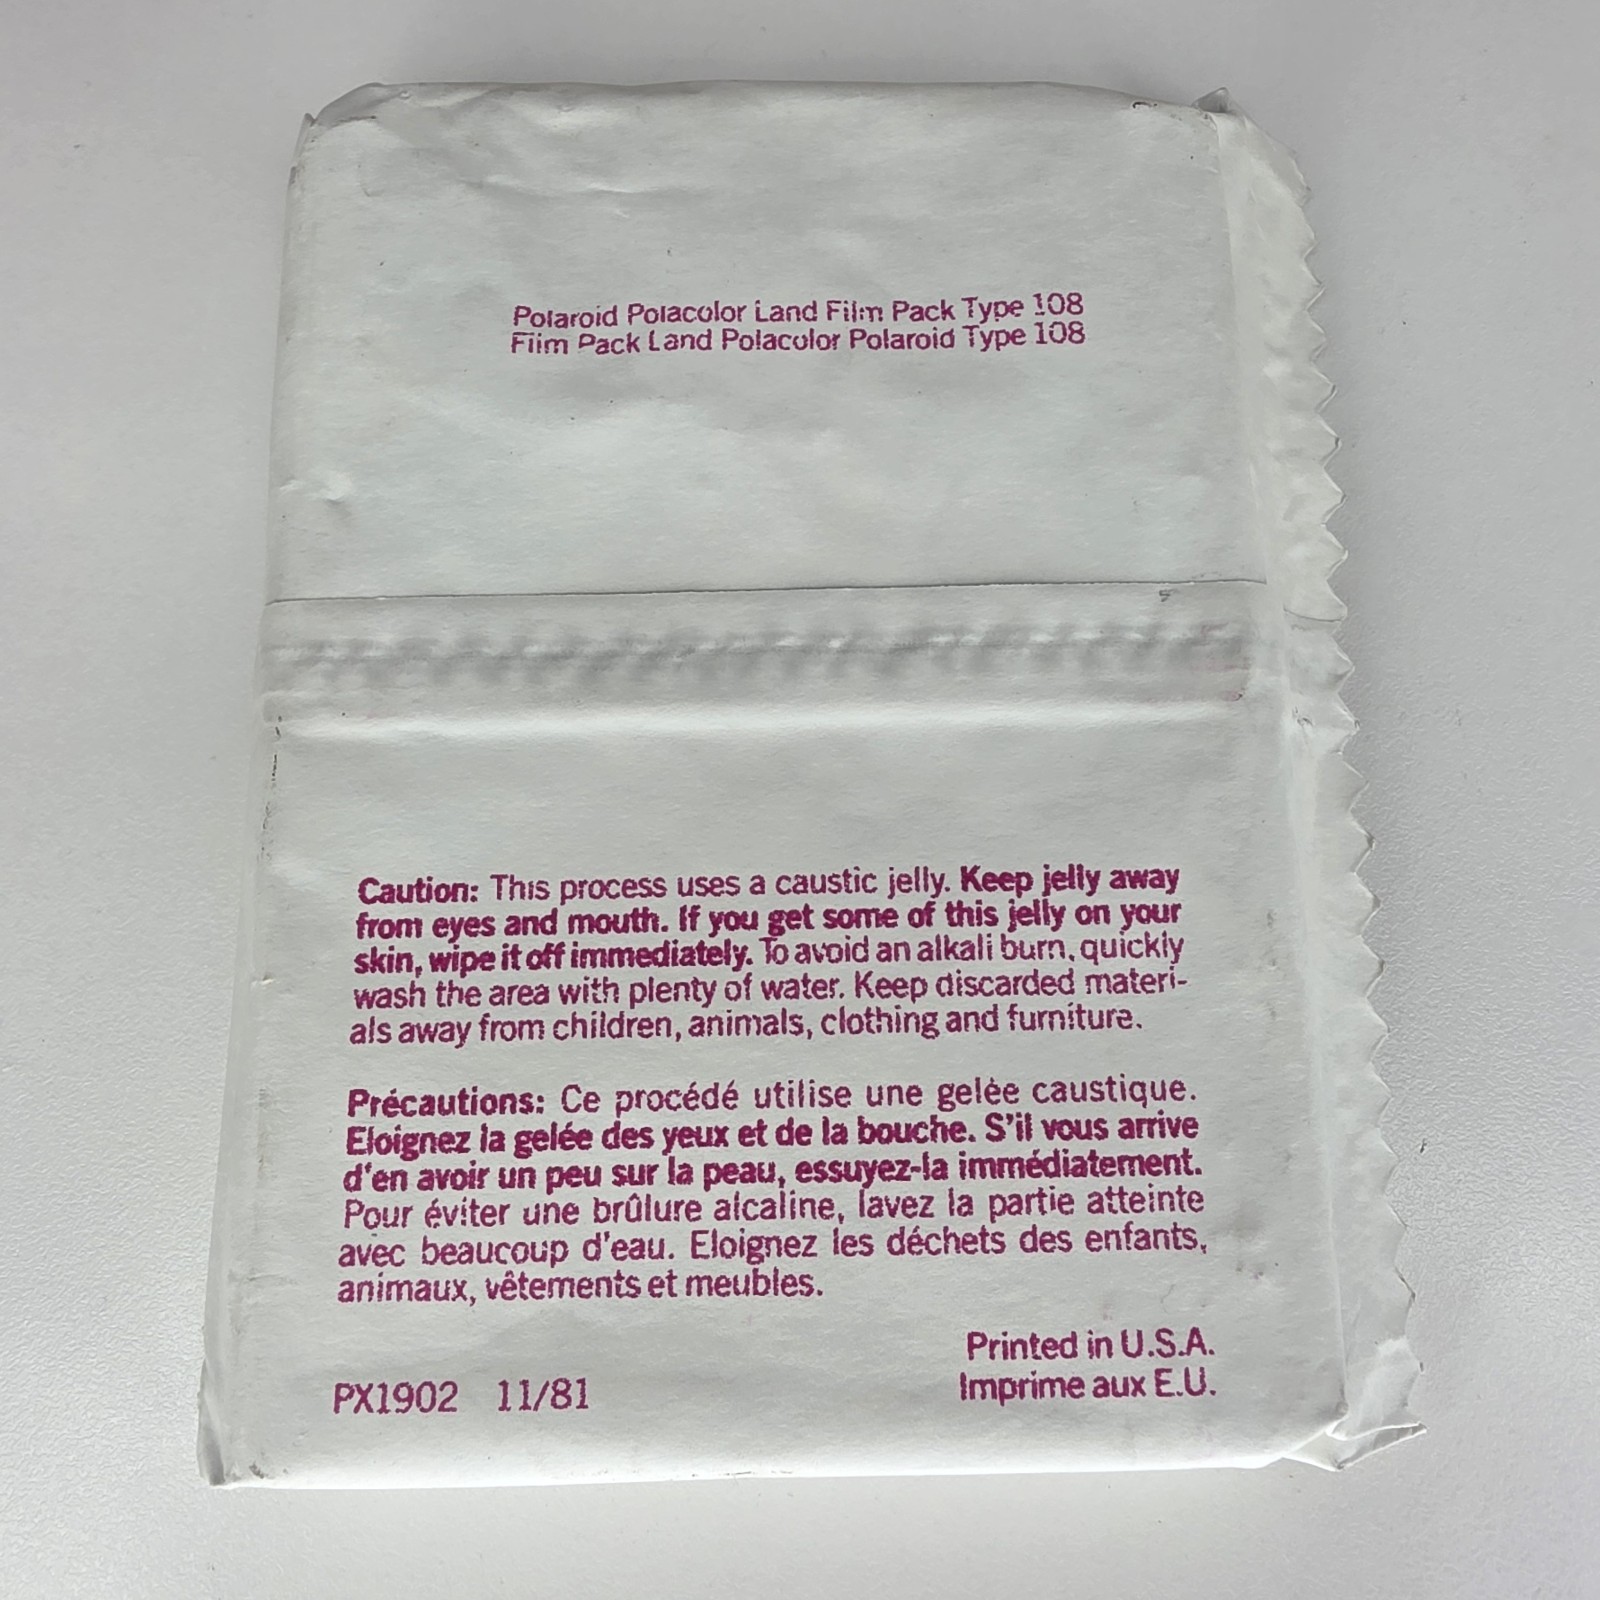 Polaroid Polacolor Land Film Pack Type 108
Film Pack Land Polacolor Polaroid Type 108
Caution: This process uses a caustic jelly. Keep jelly away
from eyes and mouth. If you get some of this jelly on your
skin, wipe it off immediately. To avoid an alkali burn, quickly
wash the area with plenty of water. Keep discarded materi-
als away from children, animals, clothing and furniture.
Précautions: Ce procédé utilise une gelée caustique.
Eloignez la gelée des yeux et de la bouche. S'il vous arrive
d'en avoir un peu sur la peau, essuyez-la immédiatement.
Pour éviter une brûlure alcaline, lavez la partie atteinte
avec beaucoup d'eau. Eloignez les déchets des enfants,
animaux, vêtements et meubles.
Printed in U.S.A.
Imprime aux E.U.
PX1902 11/81